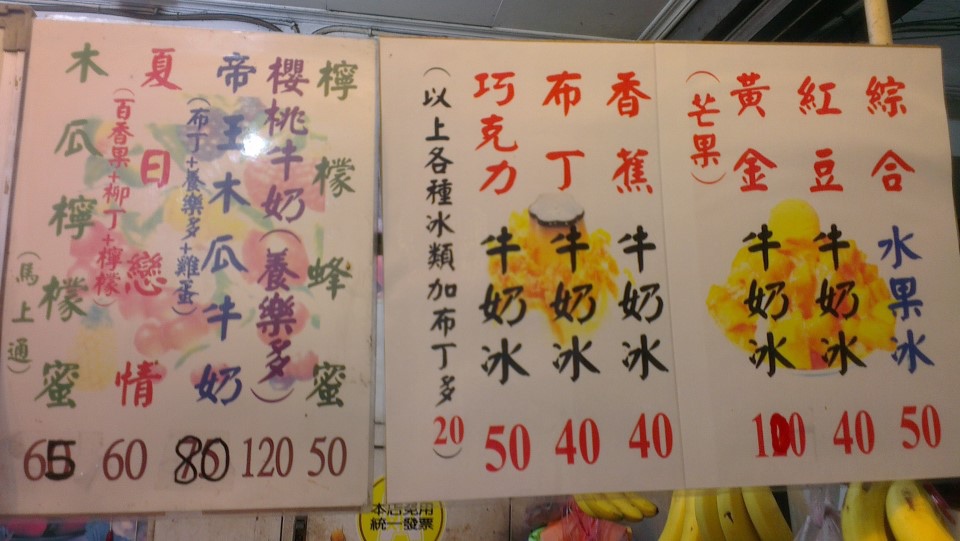 綜合水果冰 50
紅豆牛奶冰 40
黃金牛奶冰 100
(芒果)
香蕉牛奶冰 40
布丁牛奶冰 40
巧克力牛奶冰 50
(以上各種冰類加布丁多20)
檸檬蜂蜜 50
櫻桃牛奶(養樂多) 120
帝王木瓜牛奶 80
(布丁+養樂多+雞蛋)
夏日戀情 60
(百香果+柳丁+檸檬)
木瓜檸檬蜜 65
(馬上通)
本店免用
統一發票